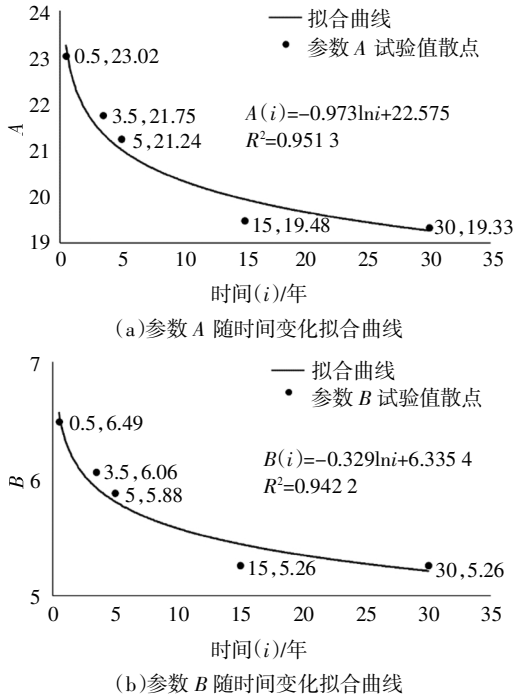 24
23
22
21
20
19
A
拟合曲线
参数 A 试验值散点
0.5,23.02
3.5,21.75
5,21.24
A(i)=-0.973lni+22.575
R²=0.951 3
15,19.48
30,19.33
0 5 10 15 20 25 30 35
时间(i)/年
(a)参数 A 随时间变化拟合曲线
7
6
5
B
拟合曲线
参数 B 试验值散点
0.5,6.49
3.5,6.06
5,5.88
B(i)=-0.329lni+6.335 4
R²=0.942 2
15,5.26
30,5.26
0 5 10 15 20 25 30 35
时间(i)/年
(b)参数 B 随时间变化拟合曲线